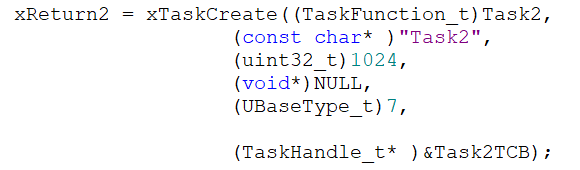 xReturn2 = xTaskCreate((TaskFunction_t)Task2,
(const char* )"Task2",
(uint32_t)1024,
(void*)NULL,
(UBaseType_t)7,
(TaskHandle_t* )&Task2TCB);